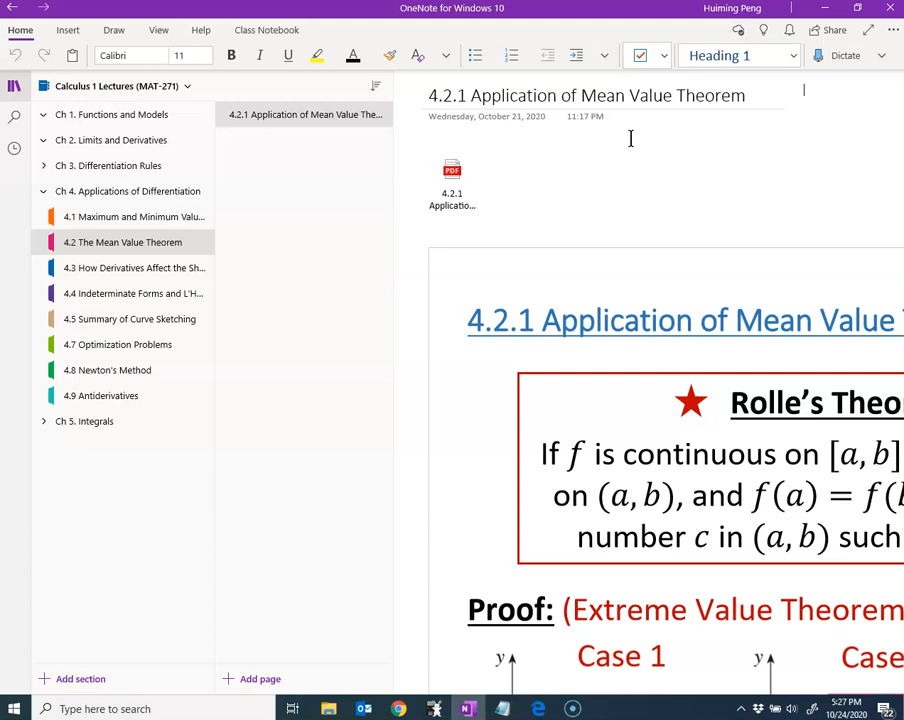 OneNote for Windows 10
Huiming Peng
Home Insert Draw View Help Class Notebook
Share
Calibri 11 B I U Heading 1 Dictate
Calculus 1 Lectures (MAT-271)
Ch 1. Functions and Models
Ch 2. Limits and Derivatives
Ch 3. Differentiation Rules
Ch 4. Applications of Differentiation
4.1 Maximum and Minimum Valu...
4.2 The Mean Value Theorem
4.3 How Derivatives Affect the Sh...
4.4 Indeterminate Forms and L'H...
4.5 Summary of Curve Sketching
4.7 Optimization Problems
4.8 Newton's Method
4.9 Antiderivatives
Ch 5. Integrals
Add section
4.2.1 Application of Mean Value The...
Add page
4.2.1 Application of Mean Value Theorem
Wednesday, October 21, 2020 11:17 PM
PDF
4.2.1
Applicatio...
4.2.1 Application of Mean Value
★ Rolle's Theo
If f is continuous on [a, b]
on (a, b), and f(a) = f(
number c in (a, b) such
Proof: (Extreme Value Theorem
Case 1
Case
y
y
Type here to search
5:27 PM
10/24/2020
22